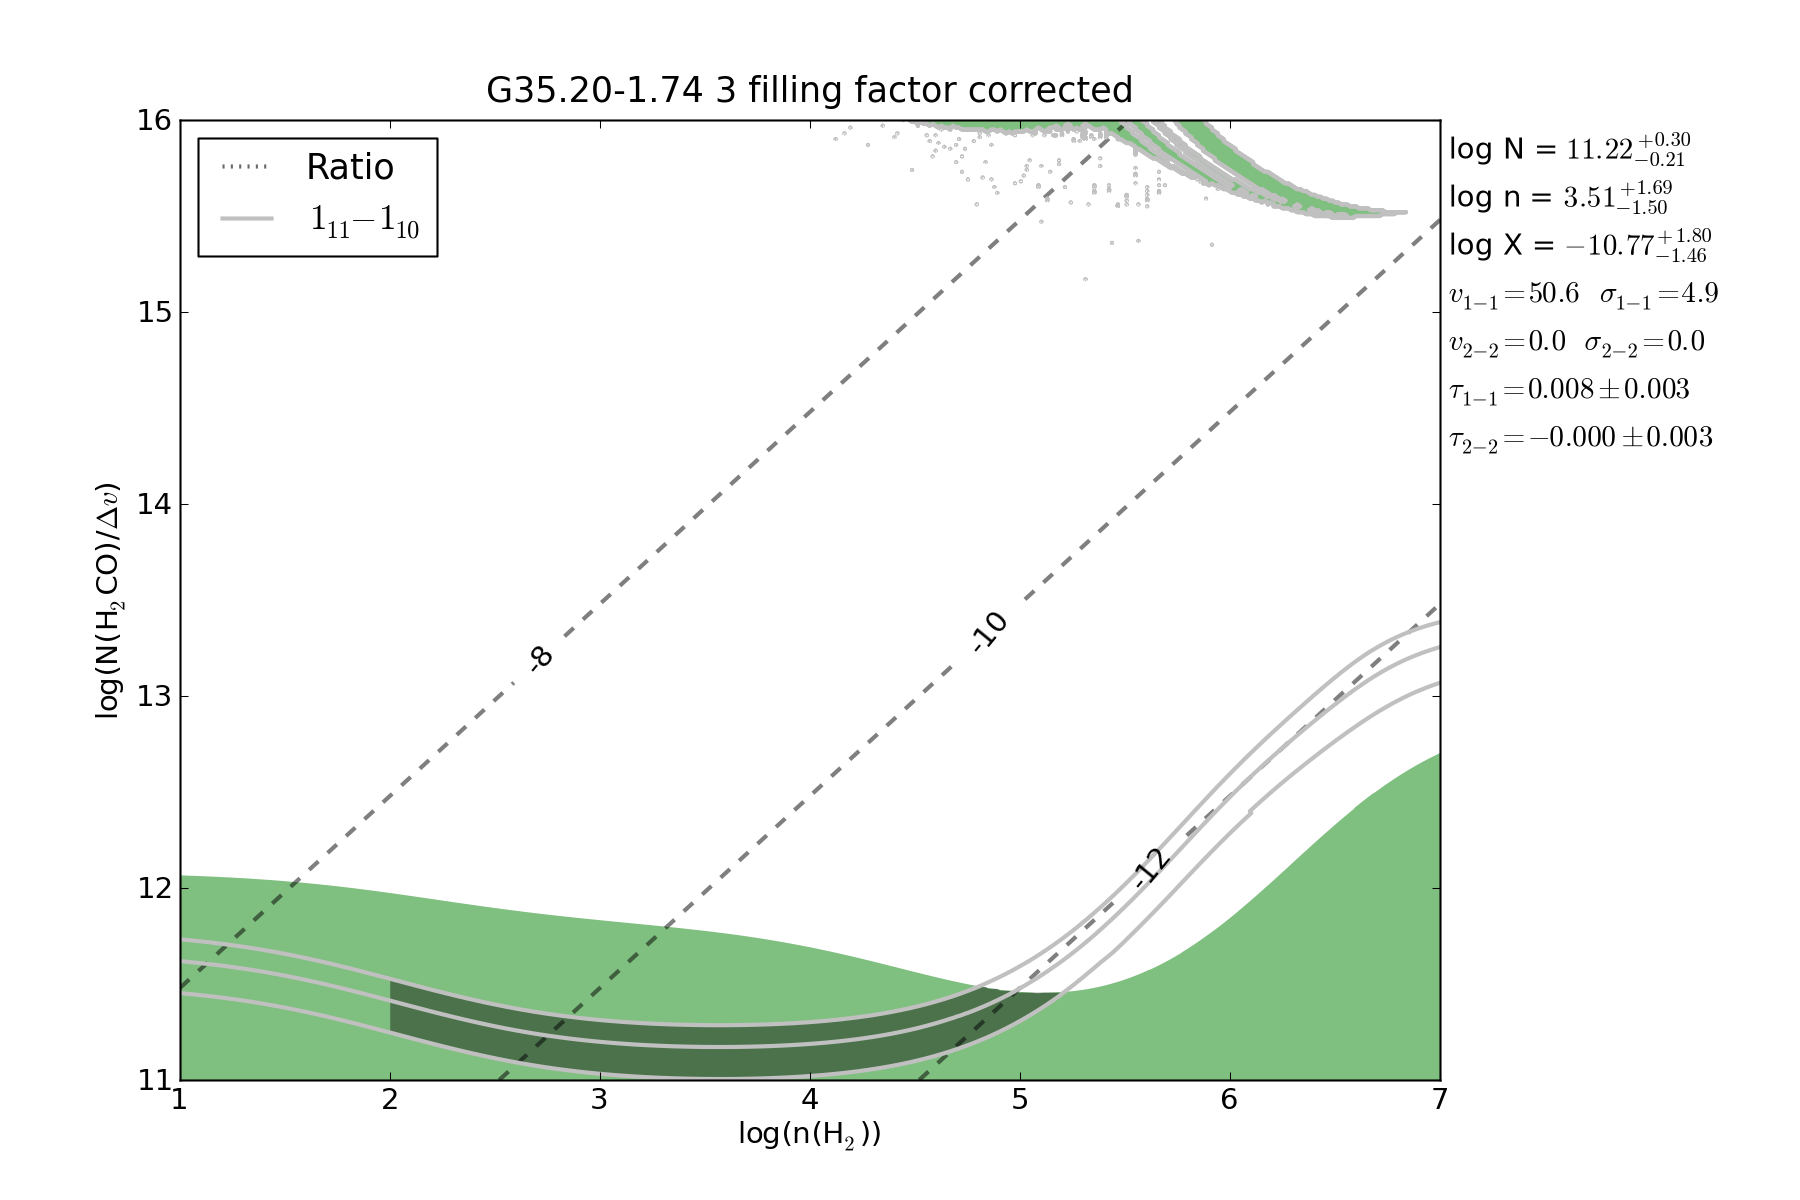 G35.20-1.74 3 filling factor corrected
Ratio
1₁₁−1₁₀
log N = 11.22^{+0.30}_{−0.21}
log n = 3.51^{+1.69}_{−1.50}
log X = −10.77^{+1.80}_{−1.46}
v₁₋₁=50.6 σ₁₋₁=4.9
v₂₋₂=0.0 σ₂₋₂=0.0
τ₁₋₁=0.008±0.003
τ₂₋₂=−0.000±0.003
16
15
14
13
12
11
log(N(H₂CO)/Δv)
-8
-10
-12
1 2 3 4 5 6 7
log(n(H₂))